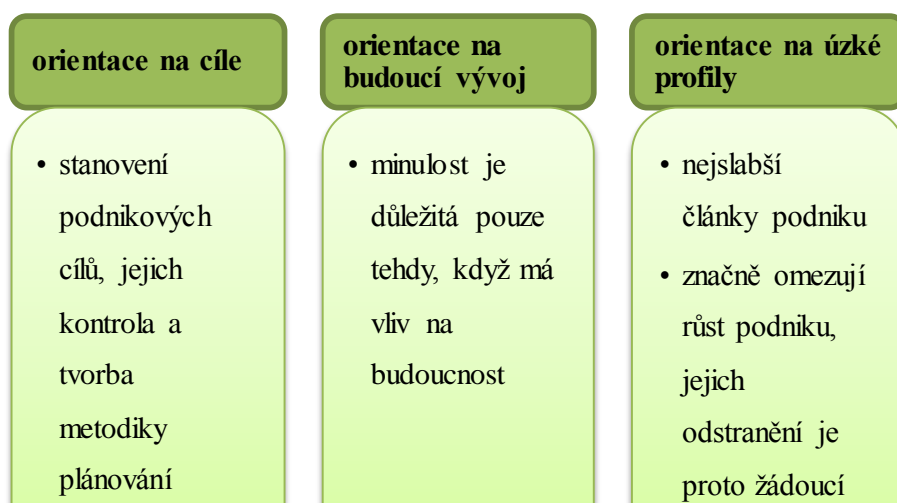 orientace na cíle
• stanovení
podnikových
cílů, jejich
kontrola a
tvorba
metodiky
plánování
orientace na
budoucí vývoj
• minulost je
důležitá pouze
tehdy, když má
vliv na
budoucnost
orientace na úzké
profily
• nejslabší
články podniku
• značně omezují
růst podniku,
jejich
odstranění je
proto žádoucí